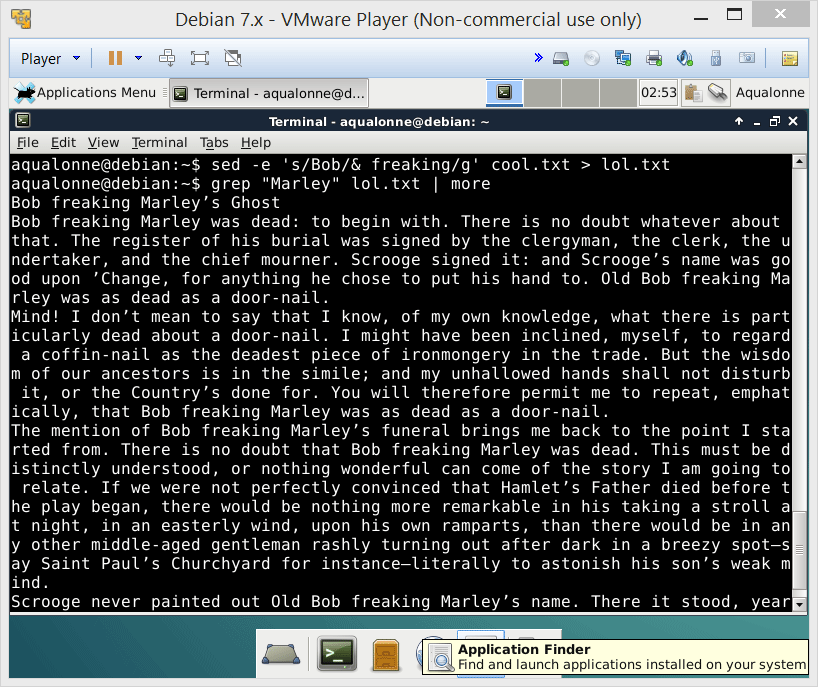 Debian 7.x - VMware Player (Non-commercial use only)
Player
Applications Menu
Terminal - aqualonne@d...
02:53
Aqualonne
Terminal - aqualonne@debian: ~
File Edit View Terminal Tabs Help
aqualonne@debian:~$ sed -e 's/Bob/& freaking/g' cool.txt > lol.txt
aqualonne@debian:~$ grep "Marley" lol.txt | more
Bob freaking Marley’s Ghost
Bob freaking Marley was dead: to begin with. There is no doubt whatever about
that. The register of his burial was signed by the clergyman, the clerk, the u
ndertaker, and the chief mourner. Scrooge signed it: and Scrooge’s name was go
od upon ’Change, for anything he chose to put his hand to. Old Bob freaking Ma
rley was as dead as a door-nail.
Mind! I don’t mean to say that I know, of my own knowledge, what there is part
icularly dead about a door-nail. I might have been inclined, myself, to regard
a coffin-nail as the deadest piece of ironmongery in the trade. But the wisdo
m of our ancestors is in the simile; and my unhallowed hands shall not disturb
it, or the Country’s done for. You will therefore permit me to repeat, emphat
ically, that Bob freaking Marley was as dead as a door-nail.
The mention of Bob freaking Marley’s funeral brings me back to the point I sta
rted from. There is no doubt that Bob freaking Marley was dead. This must be d
istinctly understood, or nothing wonderful can come of the story I am going to
relate. If we were not perfectly convinced that Hamlet’s Father died before t
he play began, there would be nothing more remarkable in his taking a stroll a
t night, in an easterly wind, upon his own ramparts, than there would be in an
y other middle-aged gentleman rashly turning out after dark in a breezy spot—s
ay Saint Paul’s Churchyard for instance—literally to astonish his son’s weak m
ind.
Scrooge never painted out Old Bob freaking Marley’s name. There it stood, year
Application Finder
Find and launch applications installed on your system